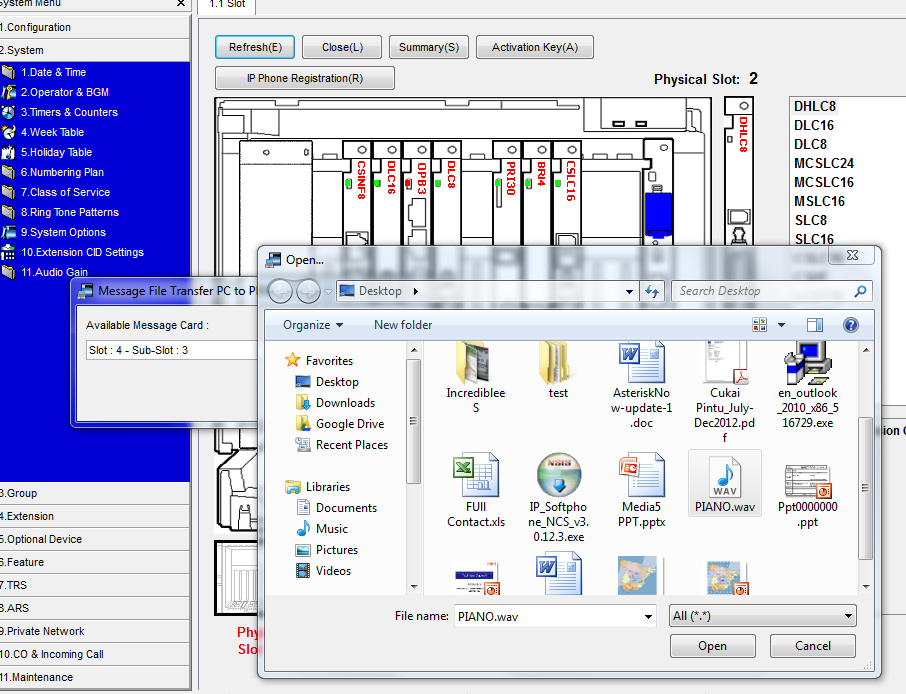 System Menu
1.1 Slot
1.Configuration
2.System
1.Date & Time
2.Operator & BGM
3.Timers & Counters
4.Week Table
5.Holiday Table
6.Numbering Plan
7.Class of Service
8.Ring Tone Patterns
9.System Options
10.Extension CID Settings
11.Audio Gain
3.Group
4.Extension
5.Optional Device
6.Feature
7.TRS
8.ARS
9.Private Network
10.CO & Incoming Call
11.Maintenance
Refresh(E)
Close(L)
Summary(S)
Activation Key(A)
IP Phone Registration(R)
Physical Slot: 2
CSINF8
DLC16
OPB3
DLC8
PRI30
BRI4
CSLC16
DHLC8
DHLC8
DLC16
DLC8
MCSLC24
MCSLC16
MSLC16
SLC8
SLC16
Phy
Slo
ion C
Message File Transfer PC to P
Available Message Card :
Slot : 4 - Sub-Slot : 3
Open...
Desktop
Search Desktop
Organize
New folder
Favorites
Desktop
Downloads
Google Drive
Recent Places
Libraries
Documents
Music
Pictures
Videos
IncredibleeS
test
AsteriskNo
w-update-1
.doc
Cukai
Pintu_July-
Dec2012.pd
f
en_outlook
_2010_x86_5
16729.exe
FUll
Contact.xls
NSIS
IP_Softpho
ne_NCS_v3.
0.12.3.exe
Media5
PPT.pptx
WAV
PIANO.wav
Ppt0000000
.ppt
File name:
PIANO.wav
All (*.*)
Open
Cancel